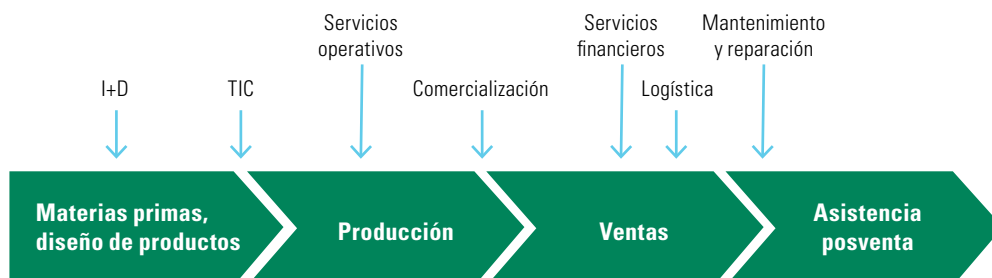 Servicios
operativos
Servicios
financieros
Mantenimiento
y reparación
I+D
TIC
Comercialización
Logística
Materias primas,
diseño de productos
Producción
Ventas
Asistencia
posventa